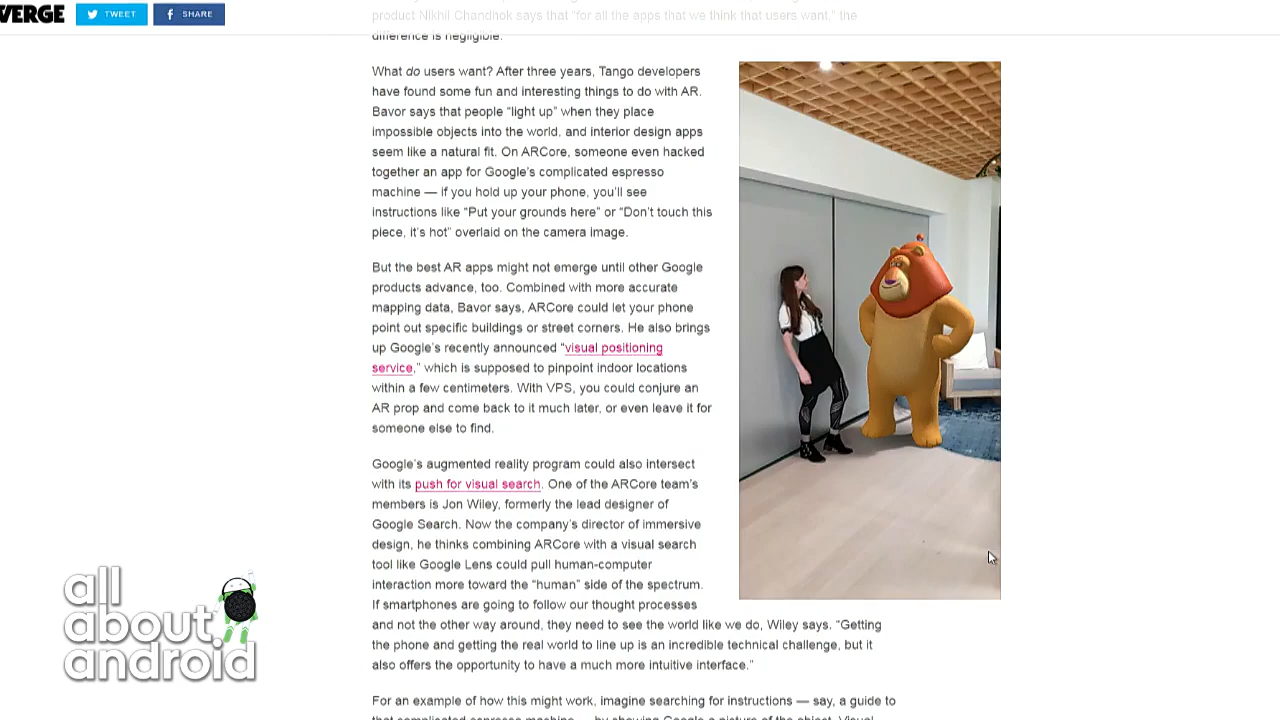 VERGE
TWEET
SHARE
product Nikhil Chandhok says that “for all the apps that we think that users want,” the
difference is negligible.
What do users want? After three years, Tango developers
have found some fun and interesting things to do with AR.
Bavor says that people “light up” when they place
impossible objects into the world, and interior design apps
seem like a natural fit. On ARCore, someone even hacked
together an app for Google’s complicated espresso
machine — if you hold up your phone, you’ll see
instructions like “Put your grounds here” or “Don’t touch this
piece, it’s hot” overlaid on the camera image.
But the best AR apps might not emerge until other Google
products advance, too. Combined with more accurate
mapping data, Bavor says, ARCore could let your phone
point out specific buildings or street corners. He also brings
up Google’s recently announced “visual positioning
service,” which is supposed to pinpoint indoor locations
within a few centimeters. With VPS, you could conjure an
AR prop and come back to it much later, or even leave it for
someone else to find.
Google’s augmented reality program could also intersect
with its push for visual search. One of the ARCore team’s
members is Jon Wiley, formerly the lead designer of
Google Search. Now the company’s director of immersive
design, he thinks combining ARCore with a visual search
tool like Google Lens could pull human-computer
interaction more toward the “human” side of the spectrum.
If smartphones are going to follow our thought processes
and not the other way around, they need to see the world like we do, Wiley says. “Getting
the phone and getting the real world to line up is an incredible technical challenge, but it
also offers the opportunity to have a much more intuitive interface.”
For an example of how this might work, imagine searching for instructions — say, a guide to
that complicated espresso machine — by showing Google a picture of the object. Visual
all
about
android